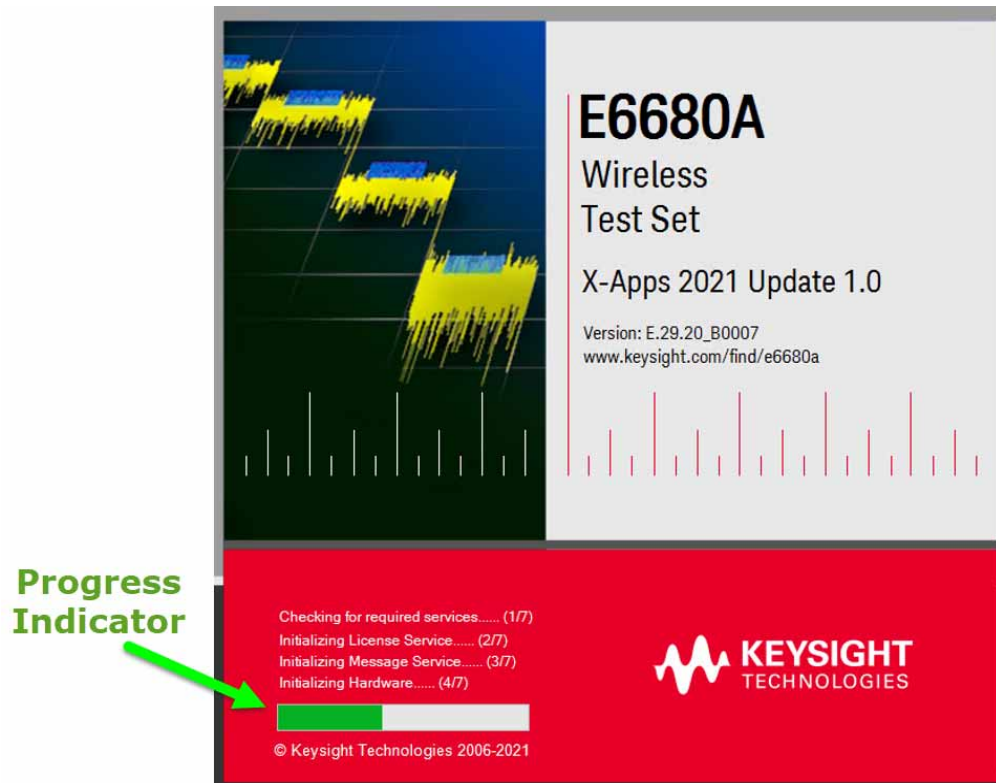 E6680A
Wireless
Test Set
X-Apps 2021 Update 1.0
Version: E.29.20_B0007
www.keysight.com/find/e6680a
Progress
Indicator
Checking for required services...... (1/7)
Initializing License Service...... (2/7)
Initializing Message Service...... (3/7)
Initializing Hardware...... (4/7)
© Keysight Technologies 2006-2021
KEYSIGHT
TECHNOLOGIES